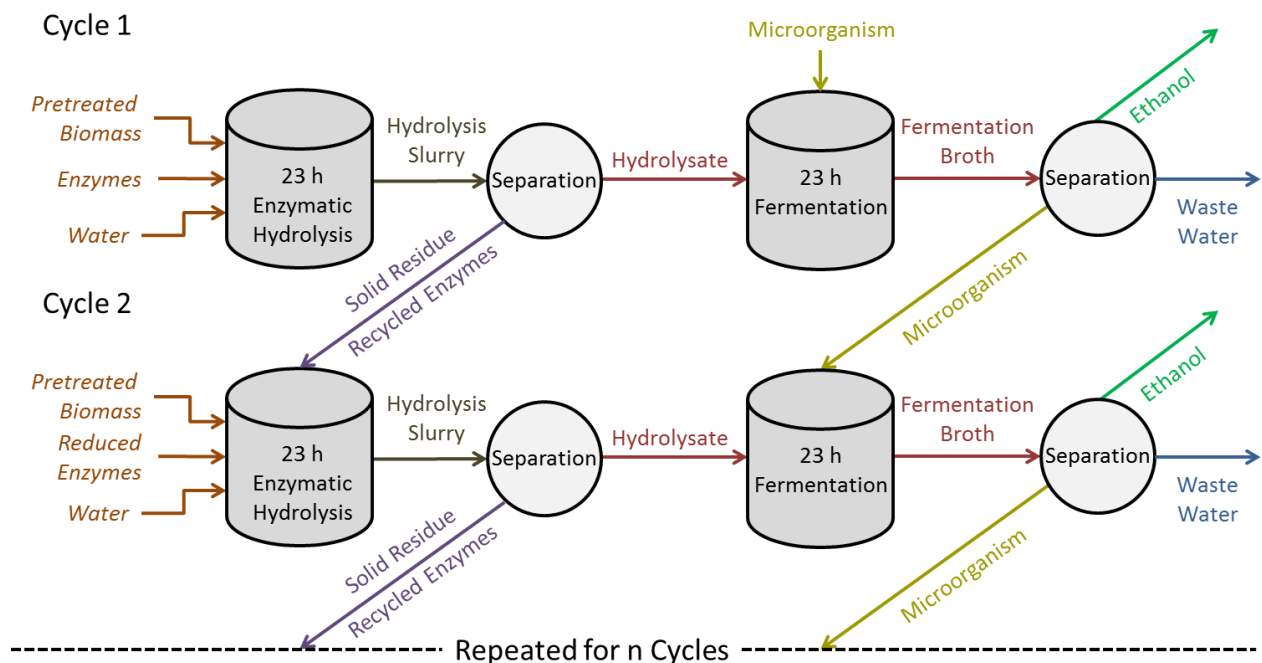 Cycle 1
Microorganism
Pretreated
Biomass
Enzymes
Water
23 h
Enzymatic
Hydrolysis
Hydrolysis
Slurry
Separation
Hydrolysate
23 h
Fermentation
Fermentation
Broth
Separation
Ethanol
Waste
Water
Solid Residue
Recycled Enzymes
Microorganism
Cycle 2
Pretreated
Biomass
Reduced
Enzymes
Water
23 h
Enzymatic
Hydrolysis
Hydrolysis
Slurry
Separation
Hydrolysate
23 h
Fermentation
Fermentation
Broth
Separation
Ethanol
Waste
Water
Solid Residue
Recycled Enzymes
Microorganism
Repeated for n Cycles